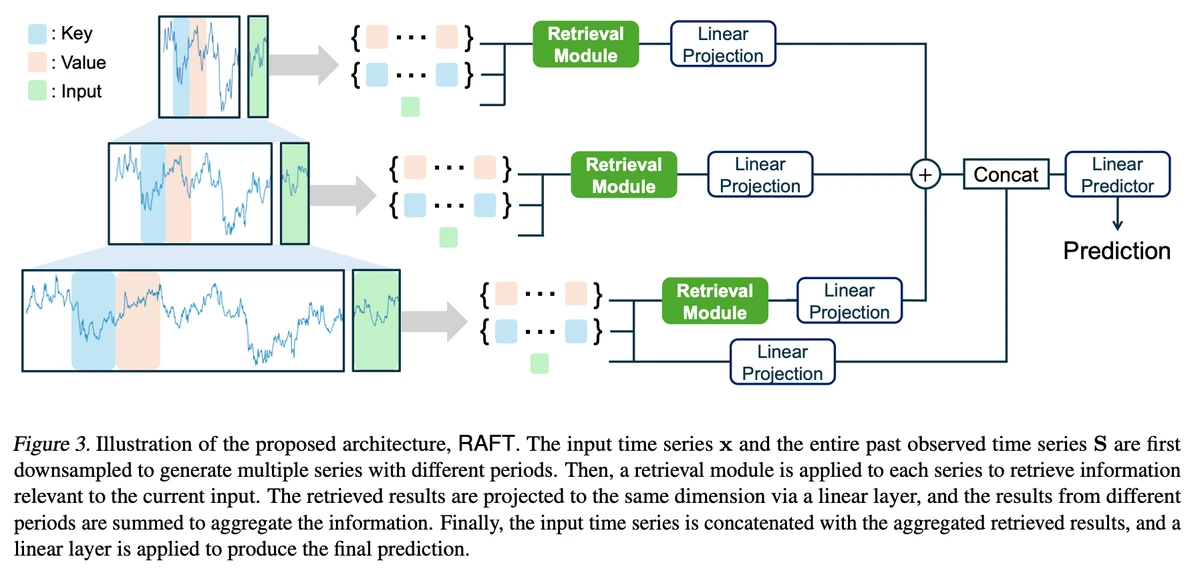 : Key
: Value
: Input
{ ··· }
{ ··· }
Retrieval
Module
Linear
Projection
{ ··· }
{ ··· }
Retrieval
Module
Linear
Projection
+
Concat
Linear
Predictor
Prediction
{ ··· }
{ ··· }
Retrieval
Module
Linear
Projection
Linear
Projection
Figure 3. Illustration of the proposed architecture, RAFT. The input time series x and the entire past observed time series S are first
downsampled to generate multiple series with different periods. Then, a retrieval module is applied to each series to retrieve information
relevant to the current input. The retrieved results are projected to the same dimension via a linear layer, and the results from different
periods are summed to aggregate the information. Finally, the input time series is concatenated with the aggregated retrieved results, and a
linear layer is applied to produce the final prediction.